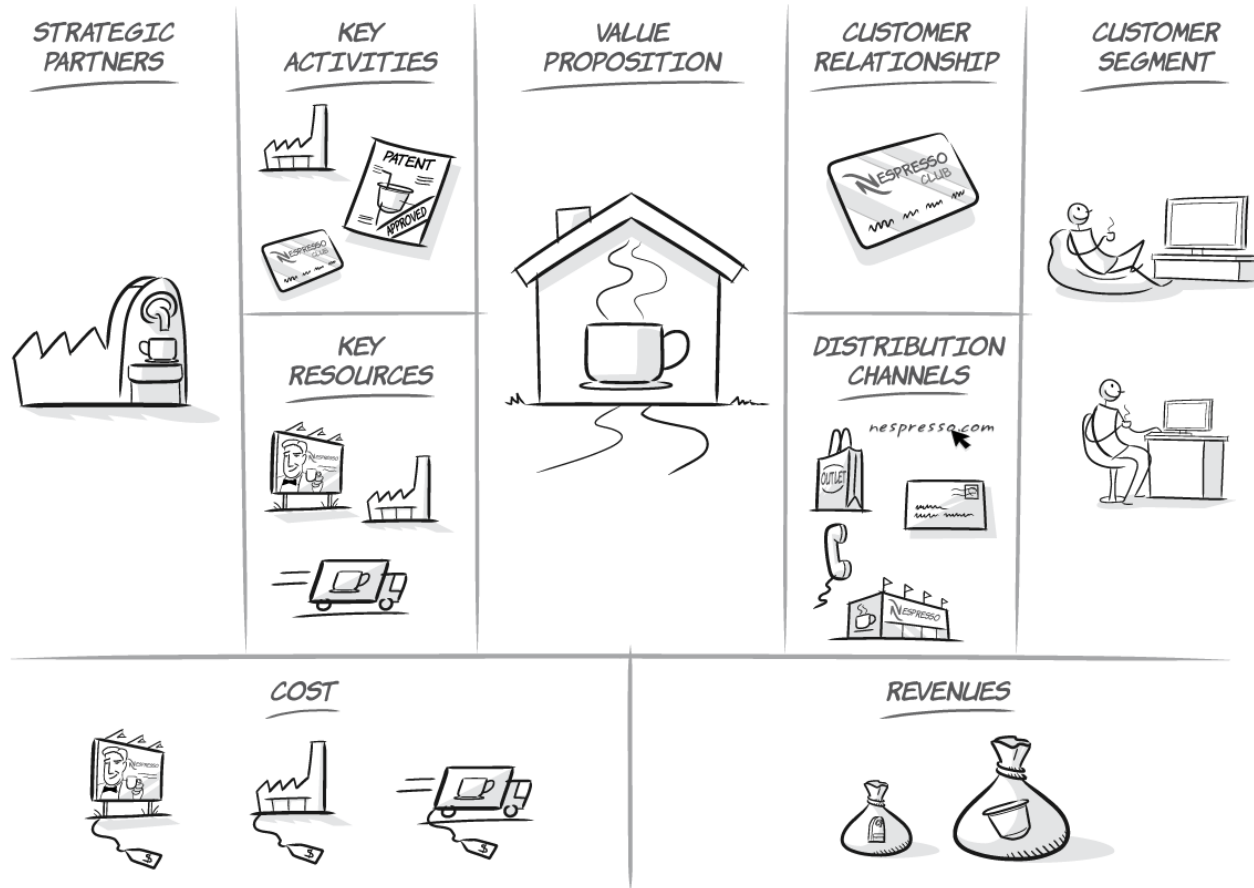 STRATEGIC
PARTNERS
KEY
ACTIVITIES
PATENT
APPROVED
NESPRESSO
CLUB
KEY
RESOURCES
NESPRESSO
VALUE
PROPOSITION
CUSTOMER
RELATIONSHIP
NESPRESSO
CLUB
DISTRIBUTION
CHANNELS
nespresso.com
OUTLET
NESPRESSO
CUSTOMER
SEGMENT
COST
NESPRESSO
$
$
$
REVENUES